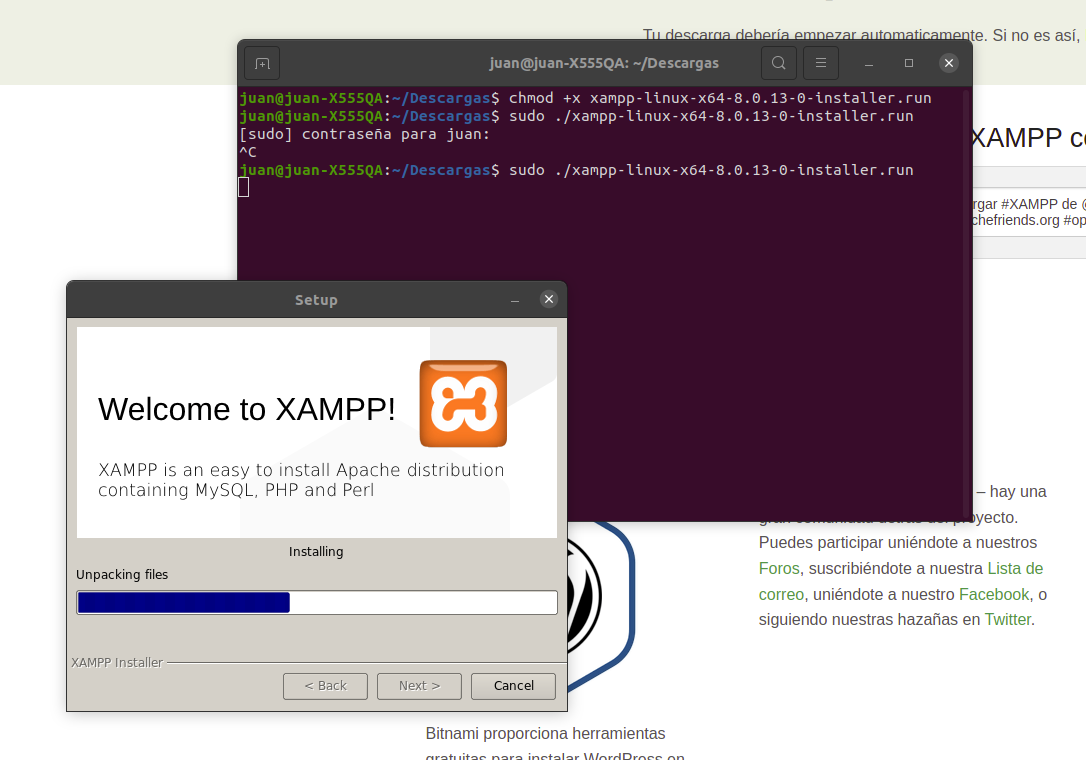 Tu descarga debería empezar automaticamente. Si no es así,
juan@juan-X555QA: ~/Descargas
juan@juan-X555QA:~/Descargas$ chmod +x xampp-linux-x64-8.0.13-0-installer.run
juan@juan-X555QA:~/Descargas$ sudo ./xampp-linux-x64-8.0.13-0-installer.run
[sudo] contraseña para juan:
^C
juan@juan-X555QA:~/Descargas$ sudo ./xampp-linux-x64-8.0.13-0-installer.run
XAMPP co
rgar #XAMPP de @
chefriends.org #op
Setup
Welcome to XAMPP!
XAMPP is an easy to install Apache distribution
containing MySQL, PHP and Perl
Installing
Unpacking files
XAMPP Installer
< Back
Next >
Cancel
– hay una
gran comunidad detrás del proyecto.
Puedes participar uniéndote a nuestros
Foros, suscribiéndote a nuestra Lista de
correo, uniéndote a nuestro Facebook, o
siguiendo nuestras hazañas en Twitter.
Bitnami proporciona herramientas
gratuitas para instalar WordPress en